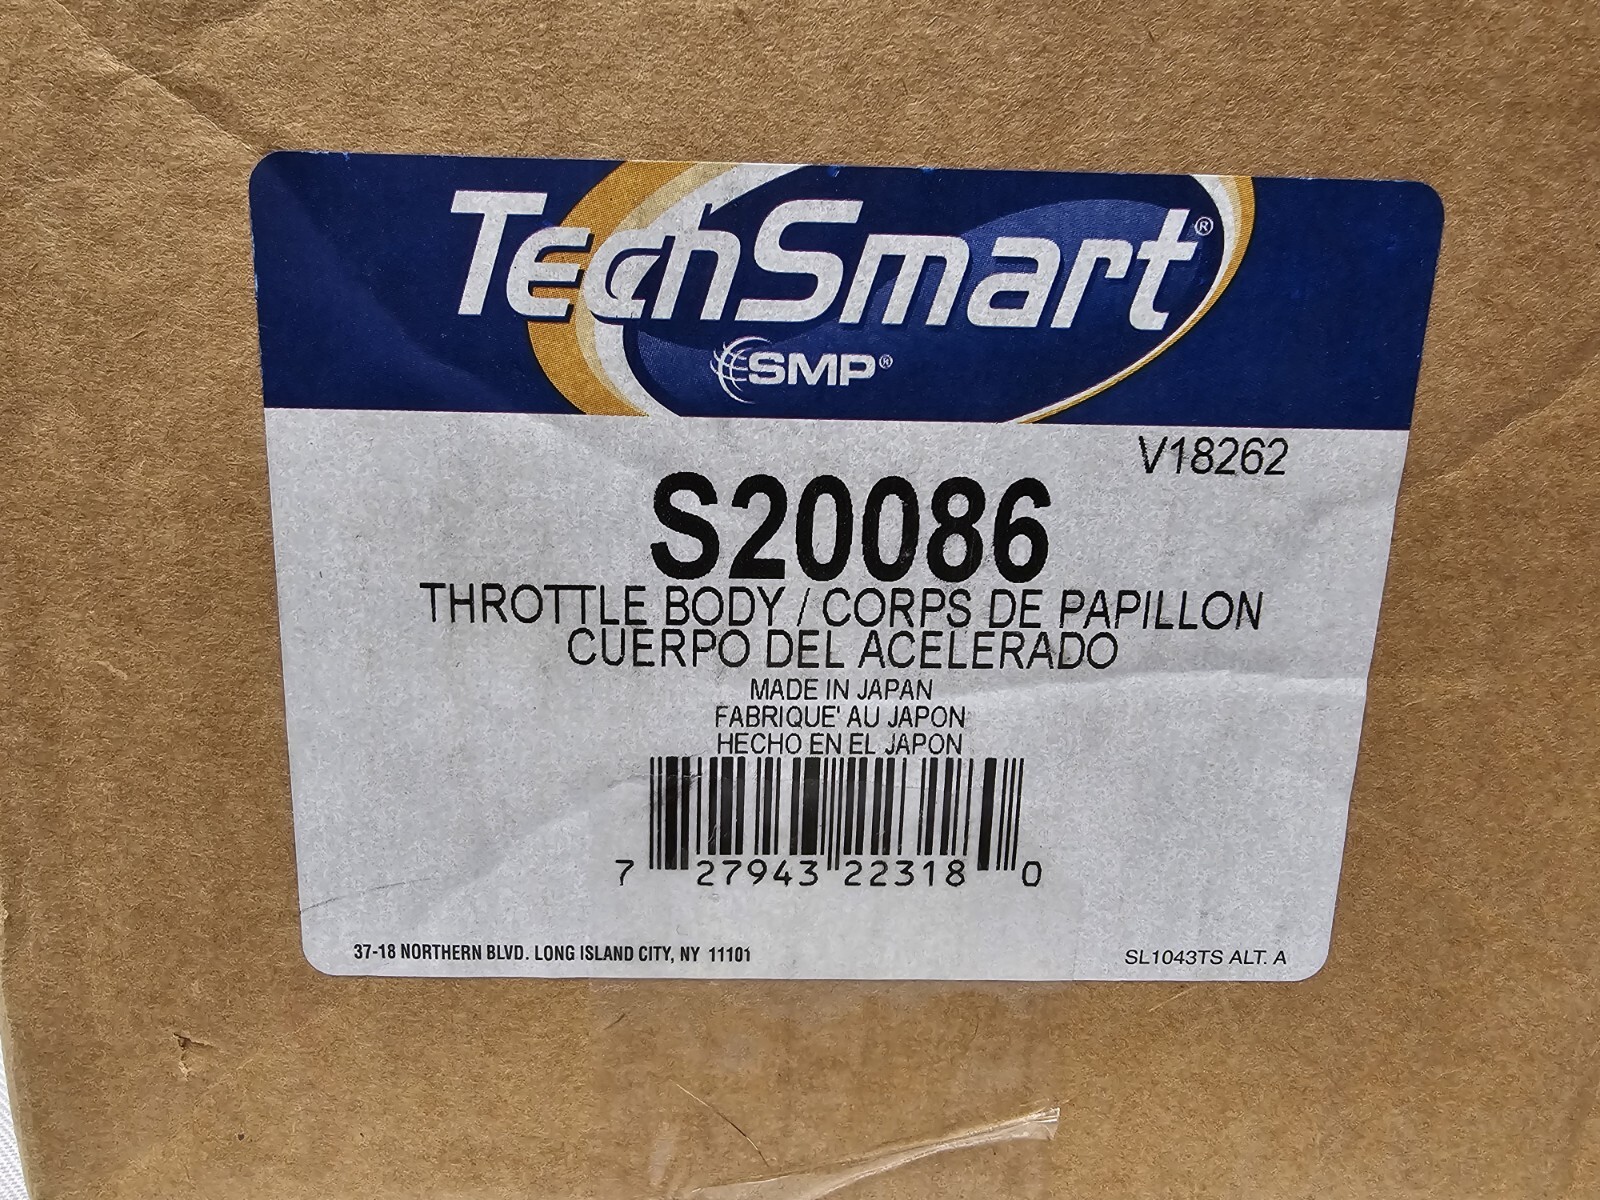 TechSmart®
SMP®
V18262
S20086
THROTTLE BODY / CORPS DE PAPILLON
CUERPO DEL ACELERADO
MADE IN JAPAN
FABRIQUE' AU JAPON
HECHO EN EL JAPON
7 27943 22318 0
37-18 NORTHERN BLVD. LONG ISLAND CITY, NY 11101
SL1043TS ALT. A